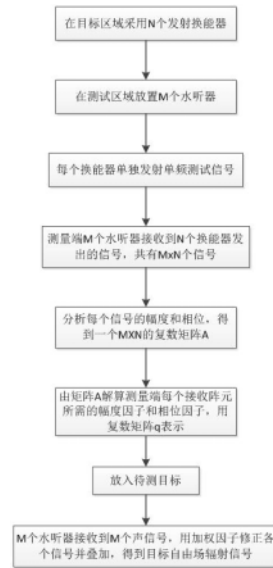 在目标区域采用N个发射换能器
在测试区域放置M个水听器
每个换能器单独发射单频测试信号
测量端M个水听器接收到N个换能器发
出的信号，共有MxN个信号
分析每个信号的幅度和相位，得
到一个MXN的复数矩阵A
由矩阵A解算测量端每个接收阵元
所需的幅度因子和相位因子，用
复数矩阵q表示
放入待测目标
M个水听器接收到M个声信号，用加权因子修正各
个信号并叠加，得到目标自由场辐射信号